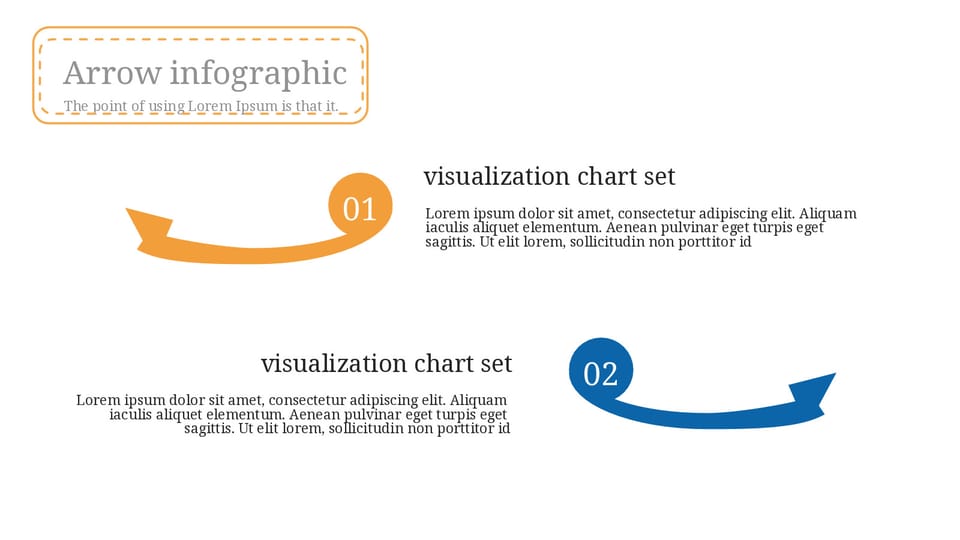 Arrow infographic
The point of using Lorem Ipsum is that it.
01
visualization chart set
Lorem ipsum dolor sit amet, consectetur adipiscing elit. Aliquam
iaculis aliquet elementum. Aenean pulvinar eget turpis eget
sagittis. Ut elit lorem, sollicitudin non porttitor id
visualization chart set
Lorem ipsum dolor sit amet, consectetur adipiscing elit. Aliquam
iaculis aliquet elementum. Aenean pulvinar eget turpis eget
sagittis. Ut elit lorem, sollicitudin non porttitor id
02